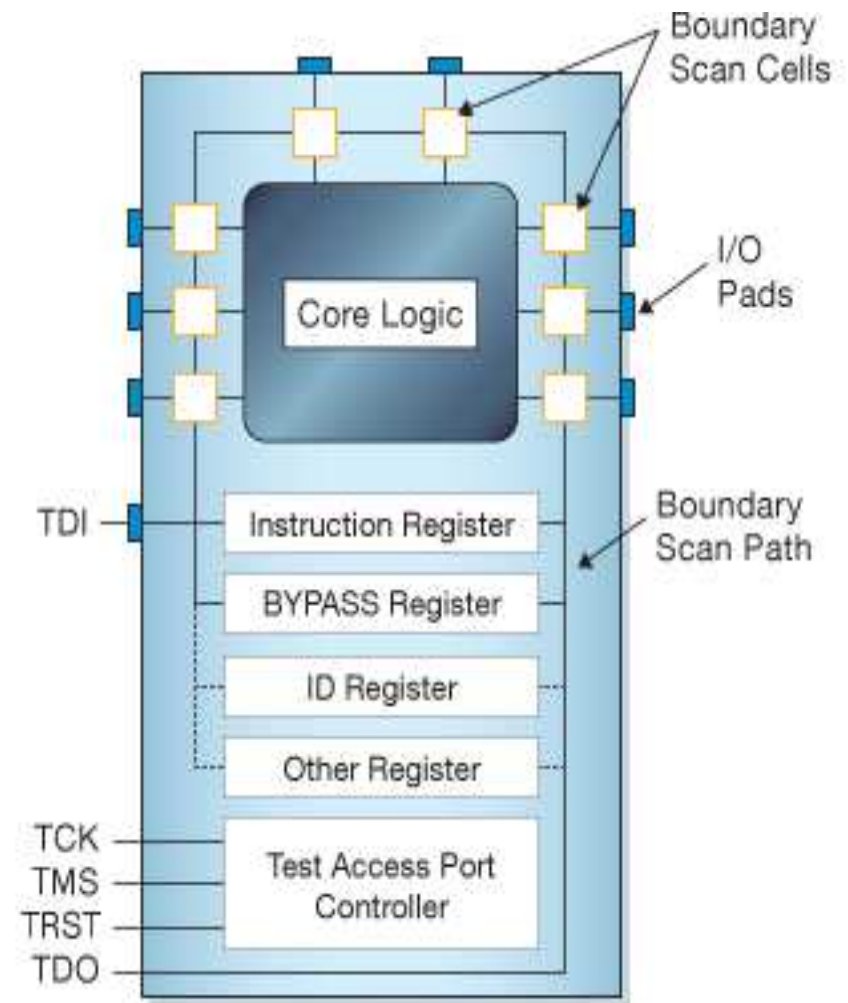 Boundary
Scan Cells
I/O
Pads
Core Logic
TDI
Instruction Register
Boundary
Scan Path
BYPASS Register
ID Register
Other Register
TCK
TMS
TRST
TDO
Test Access Port
Controller